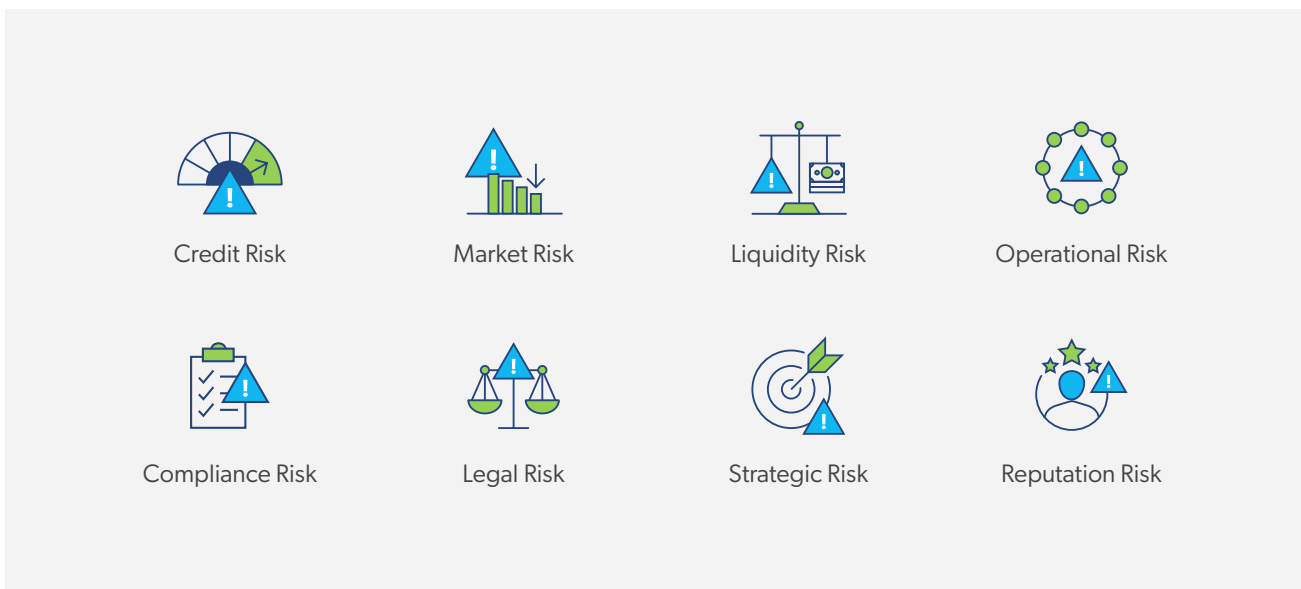 Credit Risk
Market Risk
Liquidity Risk
Operational Risk
Compliance Risk
Legal Risk
Strategic Risk
Reputation Risk